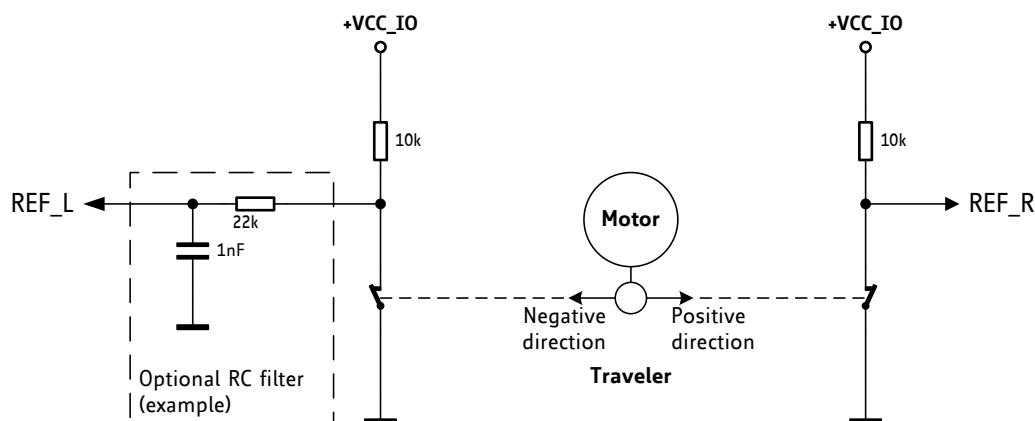 +VCC_IO
+VCC_IO
10k
10k
REF_L
22k
1nF
Motor
REF_R
Negative
direction
Positive
direction
Traveler
Optional RC filter
(example)